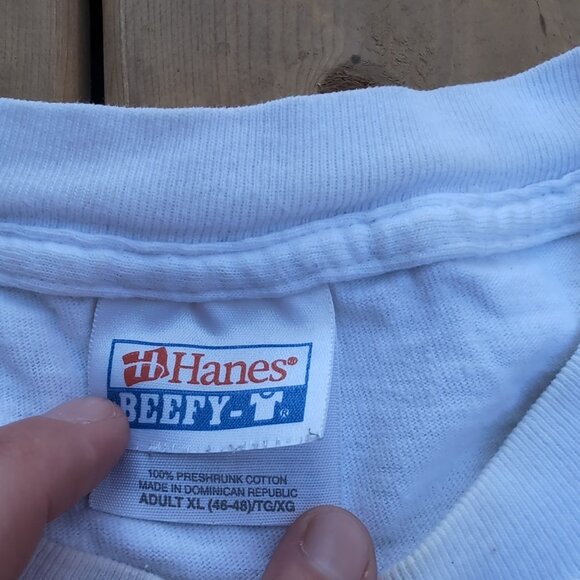 Hanes®
BEEFY-T®
100% PRESHRUNK COTTON
MADE IN DOMINICAN REPUBLIC
ADULT XL (46-48)/TG/XG